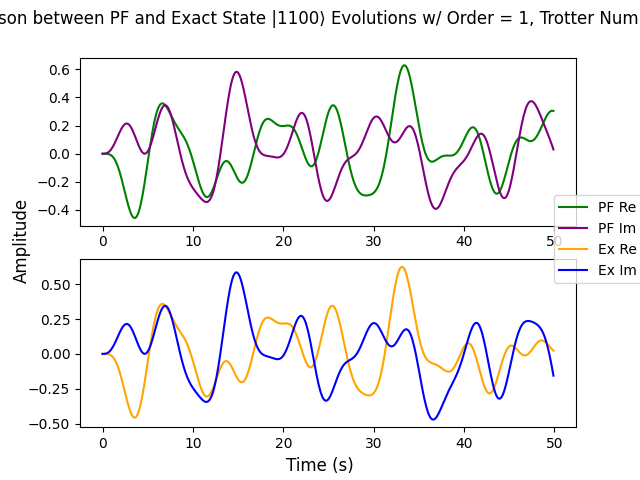 son between PF and Exact State |1100⟩ Evolutions w/ Order = 1, Trotter Num
0.6
0.4
0.2
0.0
−0.2
−0.4
0 10 20 30 40 50
PF Re
PF Im
Ex Re
Ex Im
Amplitude
0.50
0.25
0.00
−0.25
−0.50
0 10 20 30 40 50
Time (s)